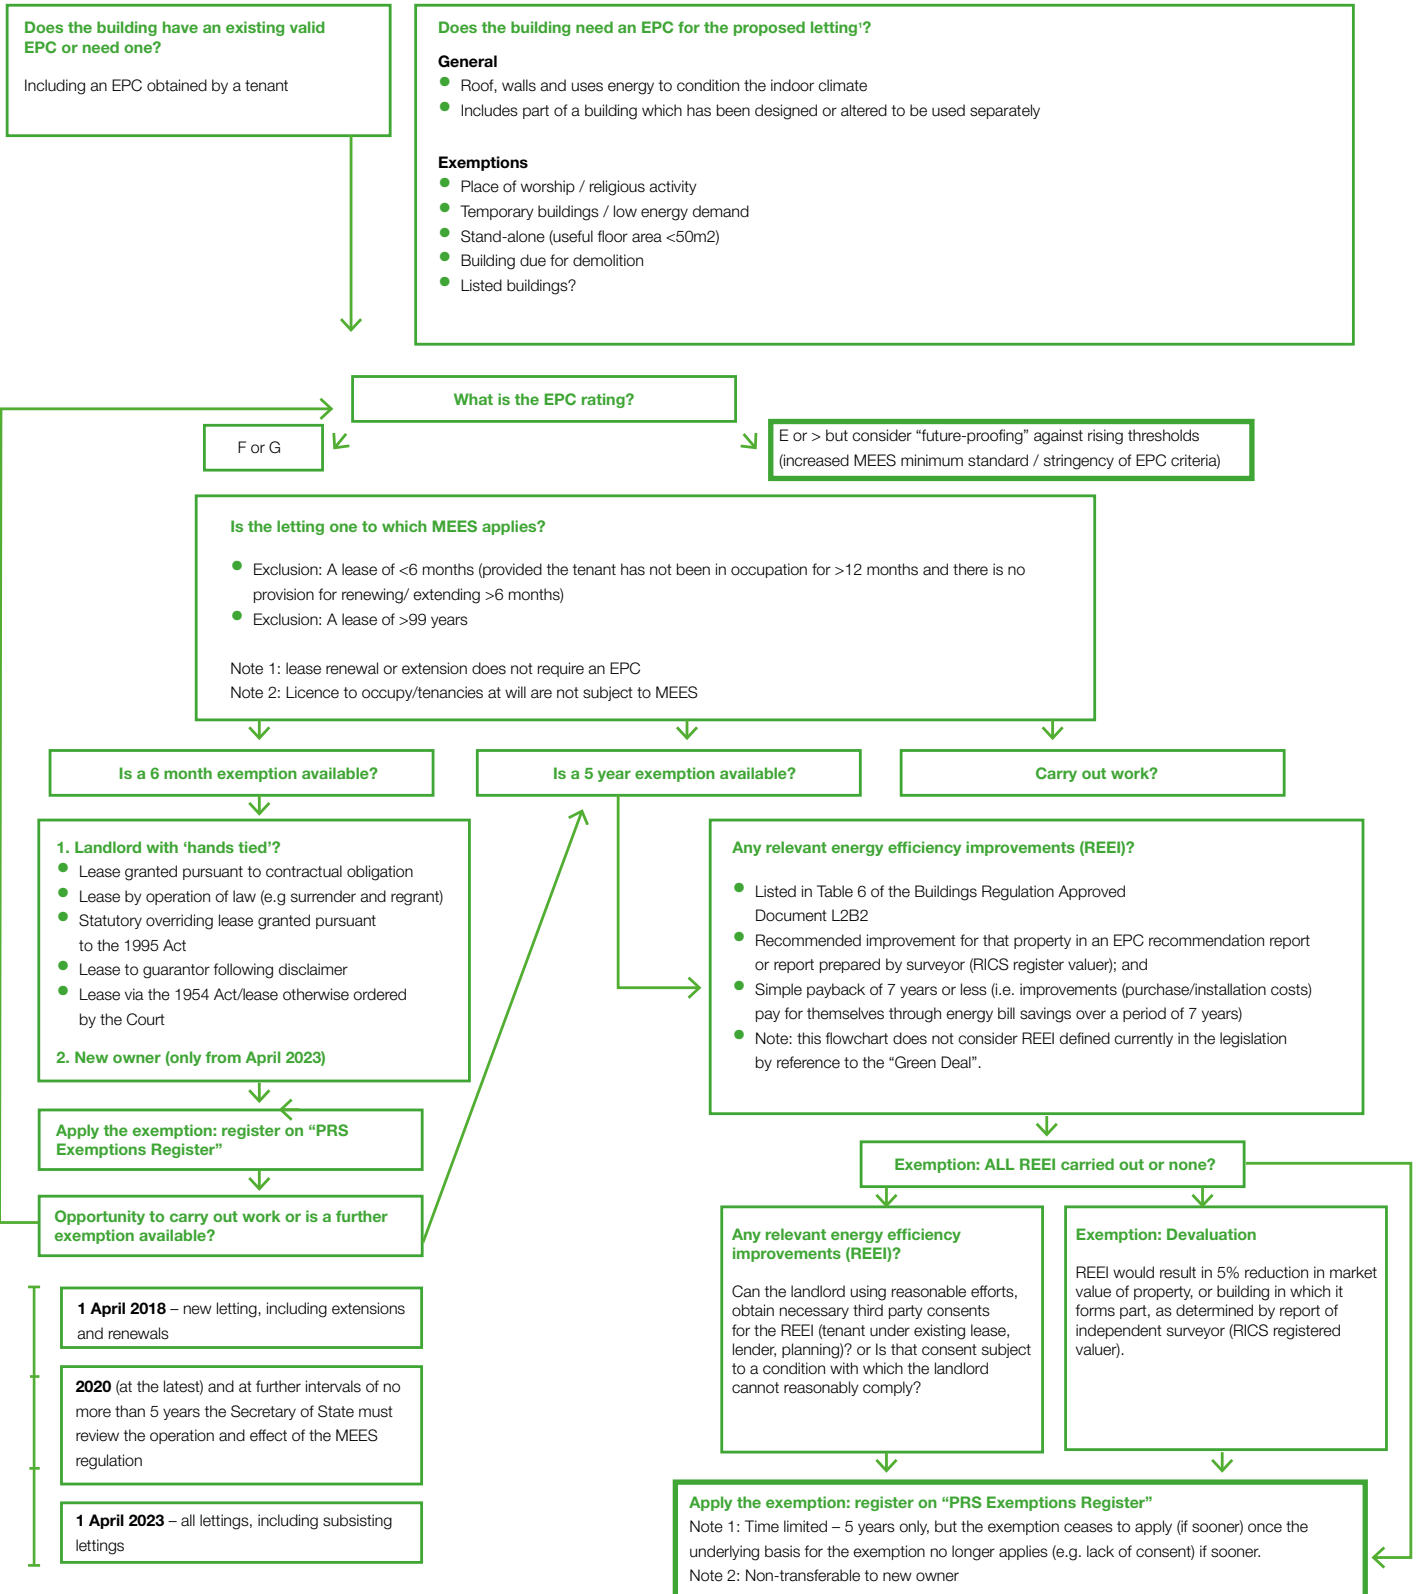 Does the building have an existing valid
EPC or need one?
Including an EPC obtained by a tenant
Does the building need an EPC for the proposed letting¹?
General
● Roof, walls and uses energy to condition the indoor climate
● Includes part of a building which has been designed or altered to be used separately
Exemptions
● Place of worship / religious activity
● Temporary buildings / low energy demand
● Stand-alone (useful floor area <50m2)
● Building due for demolition
● Listed buildings?
What is the EPC rating?
F or G
E or > but consider “future-proofing” against rising thresholds
(increased MEES minimum standard / stringency of EPC criteria)
Is the letting one to which MEES applies?
● Exclusion: A lease of <6 months (provided the tenant has not been in occupation for >12 months and there is no
provision for renewing/ extending >6 months)
● Exclusion: A lease of >99 years
Note 1: lease renewal or extension does not require an EPC
Note 2: Licence to occupy/tenancies at will are not subject to MEES
Is a 6 month exemption available?
Is a 5 year exemption available?
Carry out work?
1. Landlord with ‘hands tied’?
● Lease granted pursuant to contractual obligation
● Lease by operation of law (e.g surrender and regrant)
● Statutory overriding lease granted pursuant
to the 1995 Act
● Lease to guarantor following disclaimer
● Lease via the 1954 Act/lease otherwise ordered
by the Court
2. New owner (only from April 2023)
Any relevant energy efficiency improvements (REEI)?
● Listed in Table 6 of the Buildings Regulation Approved
Document L2B2
● Recommended improvement for that property in an EPC recommendation report
or report prepared by surveyor (RICS register valuer); and
● Simple payback of 7 years or less (i.e. improvements (purchase/installation costs)
pay for themselves through energy bill savings over a period of 7 years)
● Note: this flowchart does not consider REEI defined currently in the legislation
by reference to the “Green Deal”.
Apply the exemption: register on “PRS
Exemptions Register”
Opportunity to carry out work or is a further
exemption available?
Exemption: ALL REEI carried out or none?
Any relevant energy efficiency
improvements (REEI)?
Can the landlord using reasonable efforts,
obtain necessary third party consents
for the REEI (tenant under existing lease,
lender, planning)? or Is that consent subject
to a condition with which the landlord
cannot reasonably comply?
Exemption: Devaluation
REEI would result in 5% reduction in market
value of property, or building in which it
forms part, as determined by report of
independent surveyor (RICS registered
valuer).
1 April 2018 – new letting, including extensions
and renewals
2020 (at the latest) and at further intervals of no
more than 5 years the Secretary of State must
review the operation and effect of the MEES
regulation
1 April 2023 – all lettings, including subsisting
lettings
Apply the exemption: register on “PRS Exemptions Register”
Note 1: Time limited – 5 years only, but the exemption ceases to apply (if sooner) once the
underlying basis for the exemption no longer applies (e.g. lack of consent) if sooner.
Note 2: Non-transferable to new owner